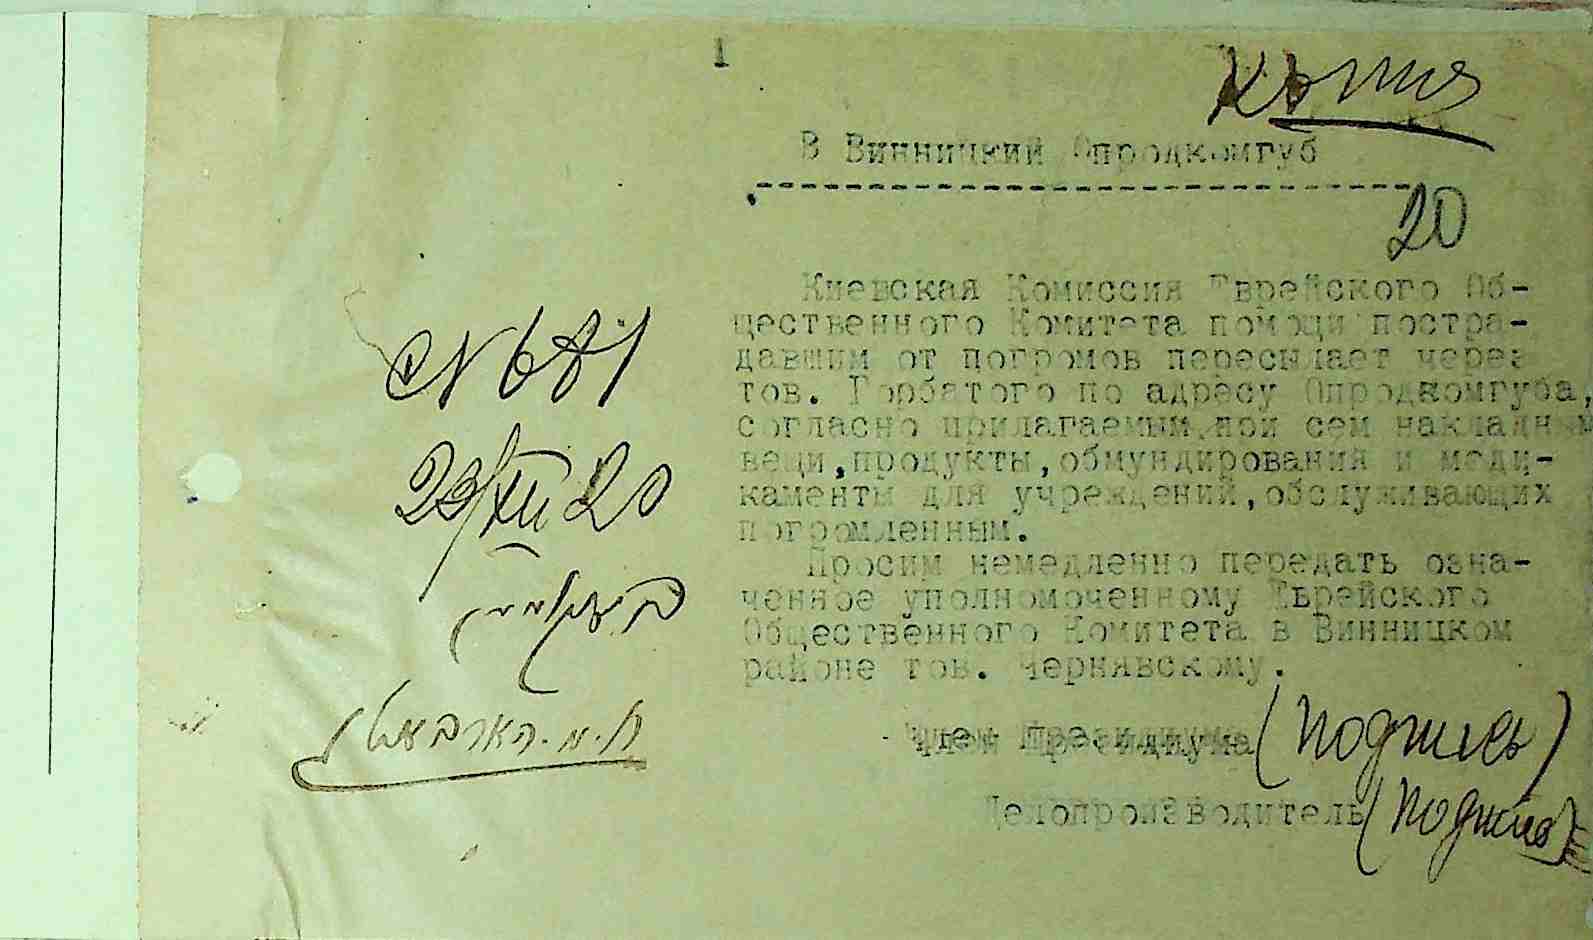 1
Копия
В Винницкий Опродкомгуб
20
Киевская Комиссия Еврейского Об-
щественного Комитета помощи постра-
давшим от погромов пересылает через
тов. Горбатого по адресу Опродкомгуба,
согласно прилагаемым при сем накладным
вещи, продукты, обмундирования и меди-
каменты для учреждений, обслуживающих
погромленным.
Просим немедленно передать озна-
ченное уполномоченному Еврейского
Общественного Комитета в Винницком
районе тов. Чернявскому.
Член Президиума (подпись)
Делопроизводитель (подпись)
23/XII 20